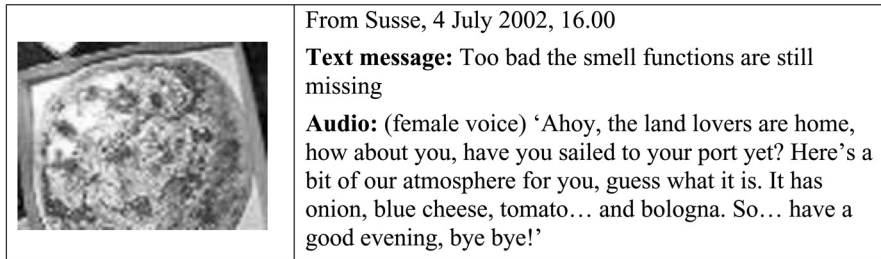 From Susse, 4 July 2002, 16.00
Text message: Too bad the smell functions are still
missing
Audio: (female voice) ‘Ahoy, the land lovers are home,
how about you, have you sailed to your port yet? Here’s a
bit of our atmosphere for you, guess what it is. It has
onion, blue cheese, tomato… and bologna. So… have a
good evening, bye bye!’